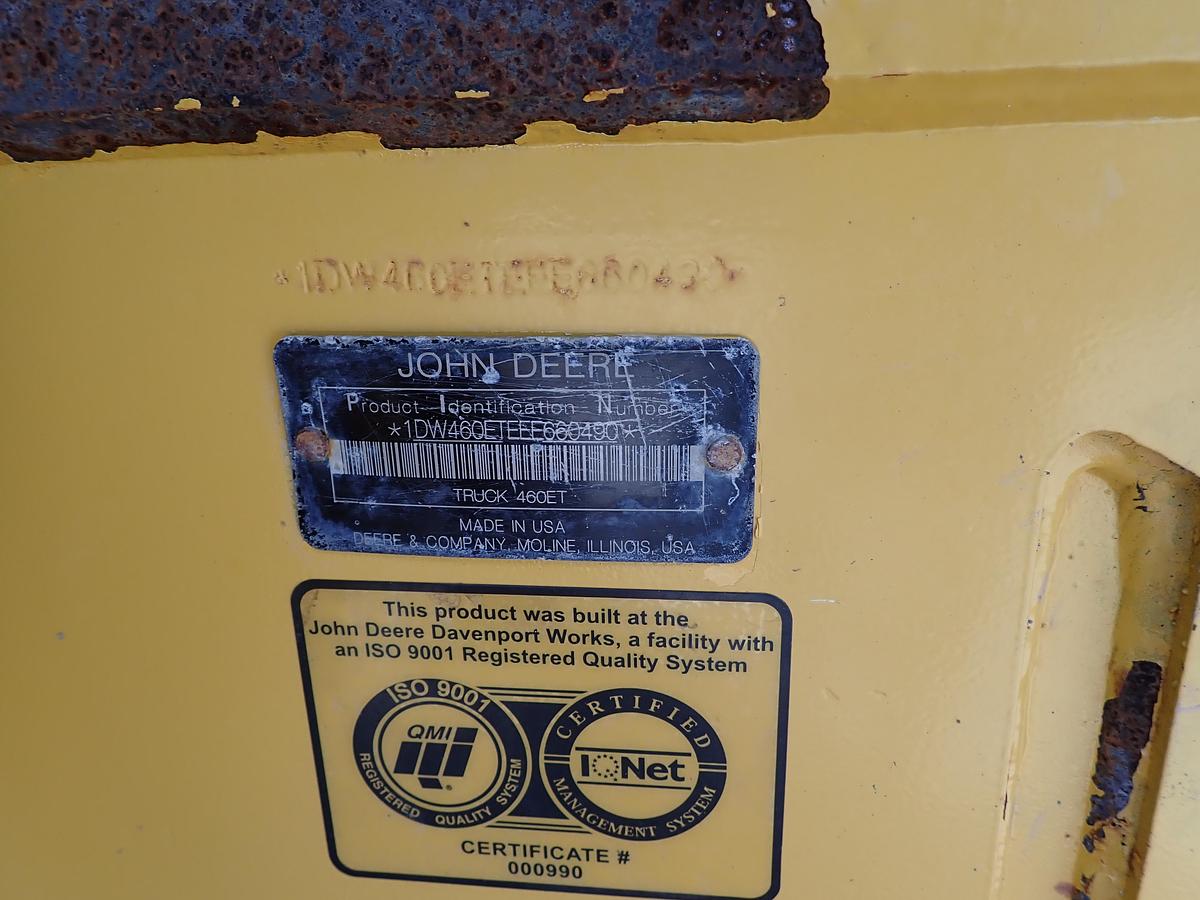 *1DW460ETEEE660490*
JOHN DEERE
Product Identification Number
*1DW460ETEEE660490*
TRUCK 460ET
MADE IN USA
DEERE & COMPANY, MOLINE, ILLINOIS, USA
This product was built at the
John Deere Davenport Works, a facility with
an ISO 9001 Registered Quality System
ISO 9001
QMI
REGISTERED QUALITY SYSTEM
CERTIFIED
IQNet
MANAGEMENT SYSTEM
CERTIFICATE #
000990